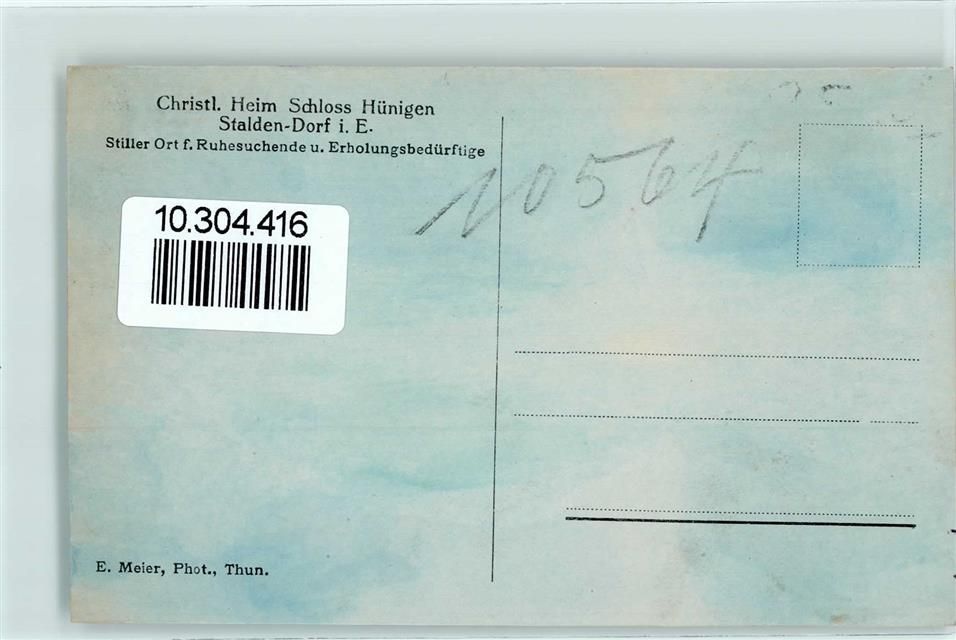 Christl. Heim Schloss Hünigen
Stalden-Dorf i. E.
Stiller Ort f. Ruhesuchende u. Erholungsbedürftige
10564
10.304.416
E. Meier, Phot., Thun.